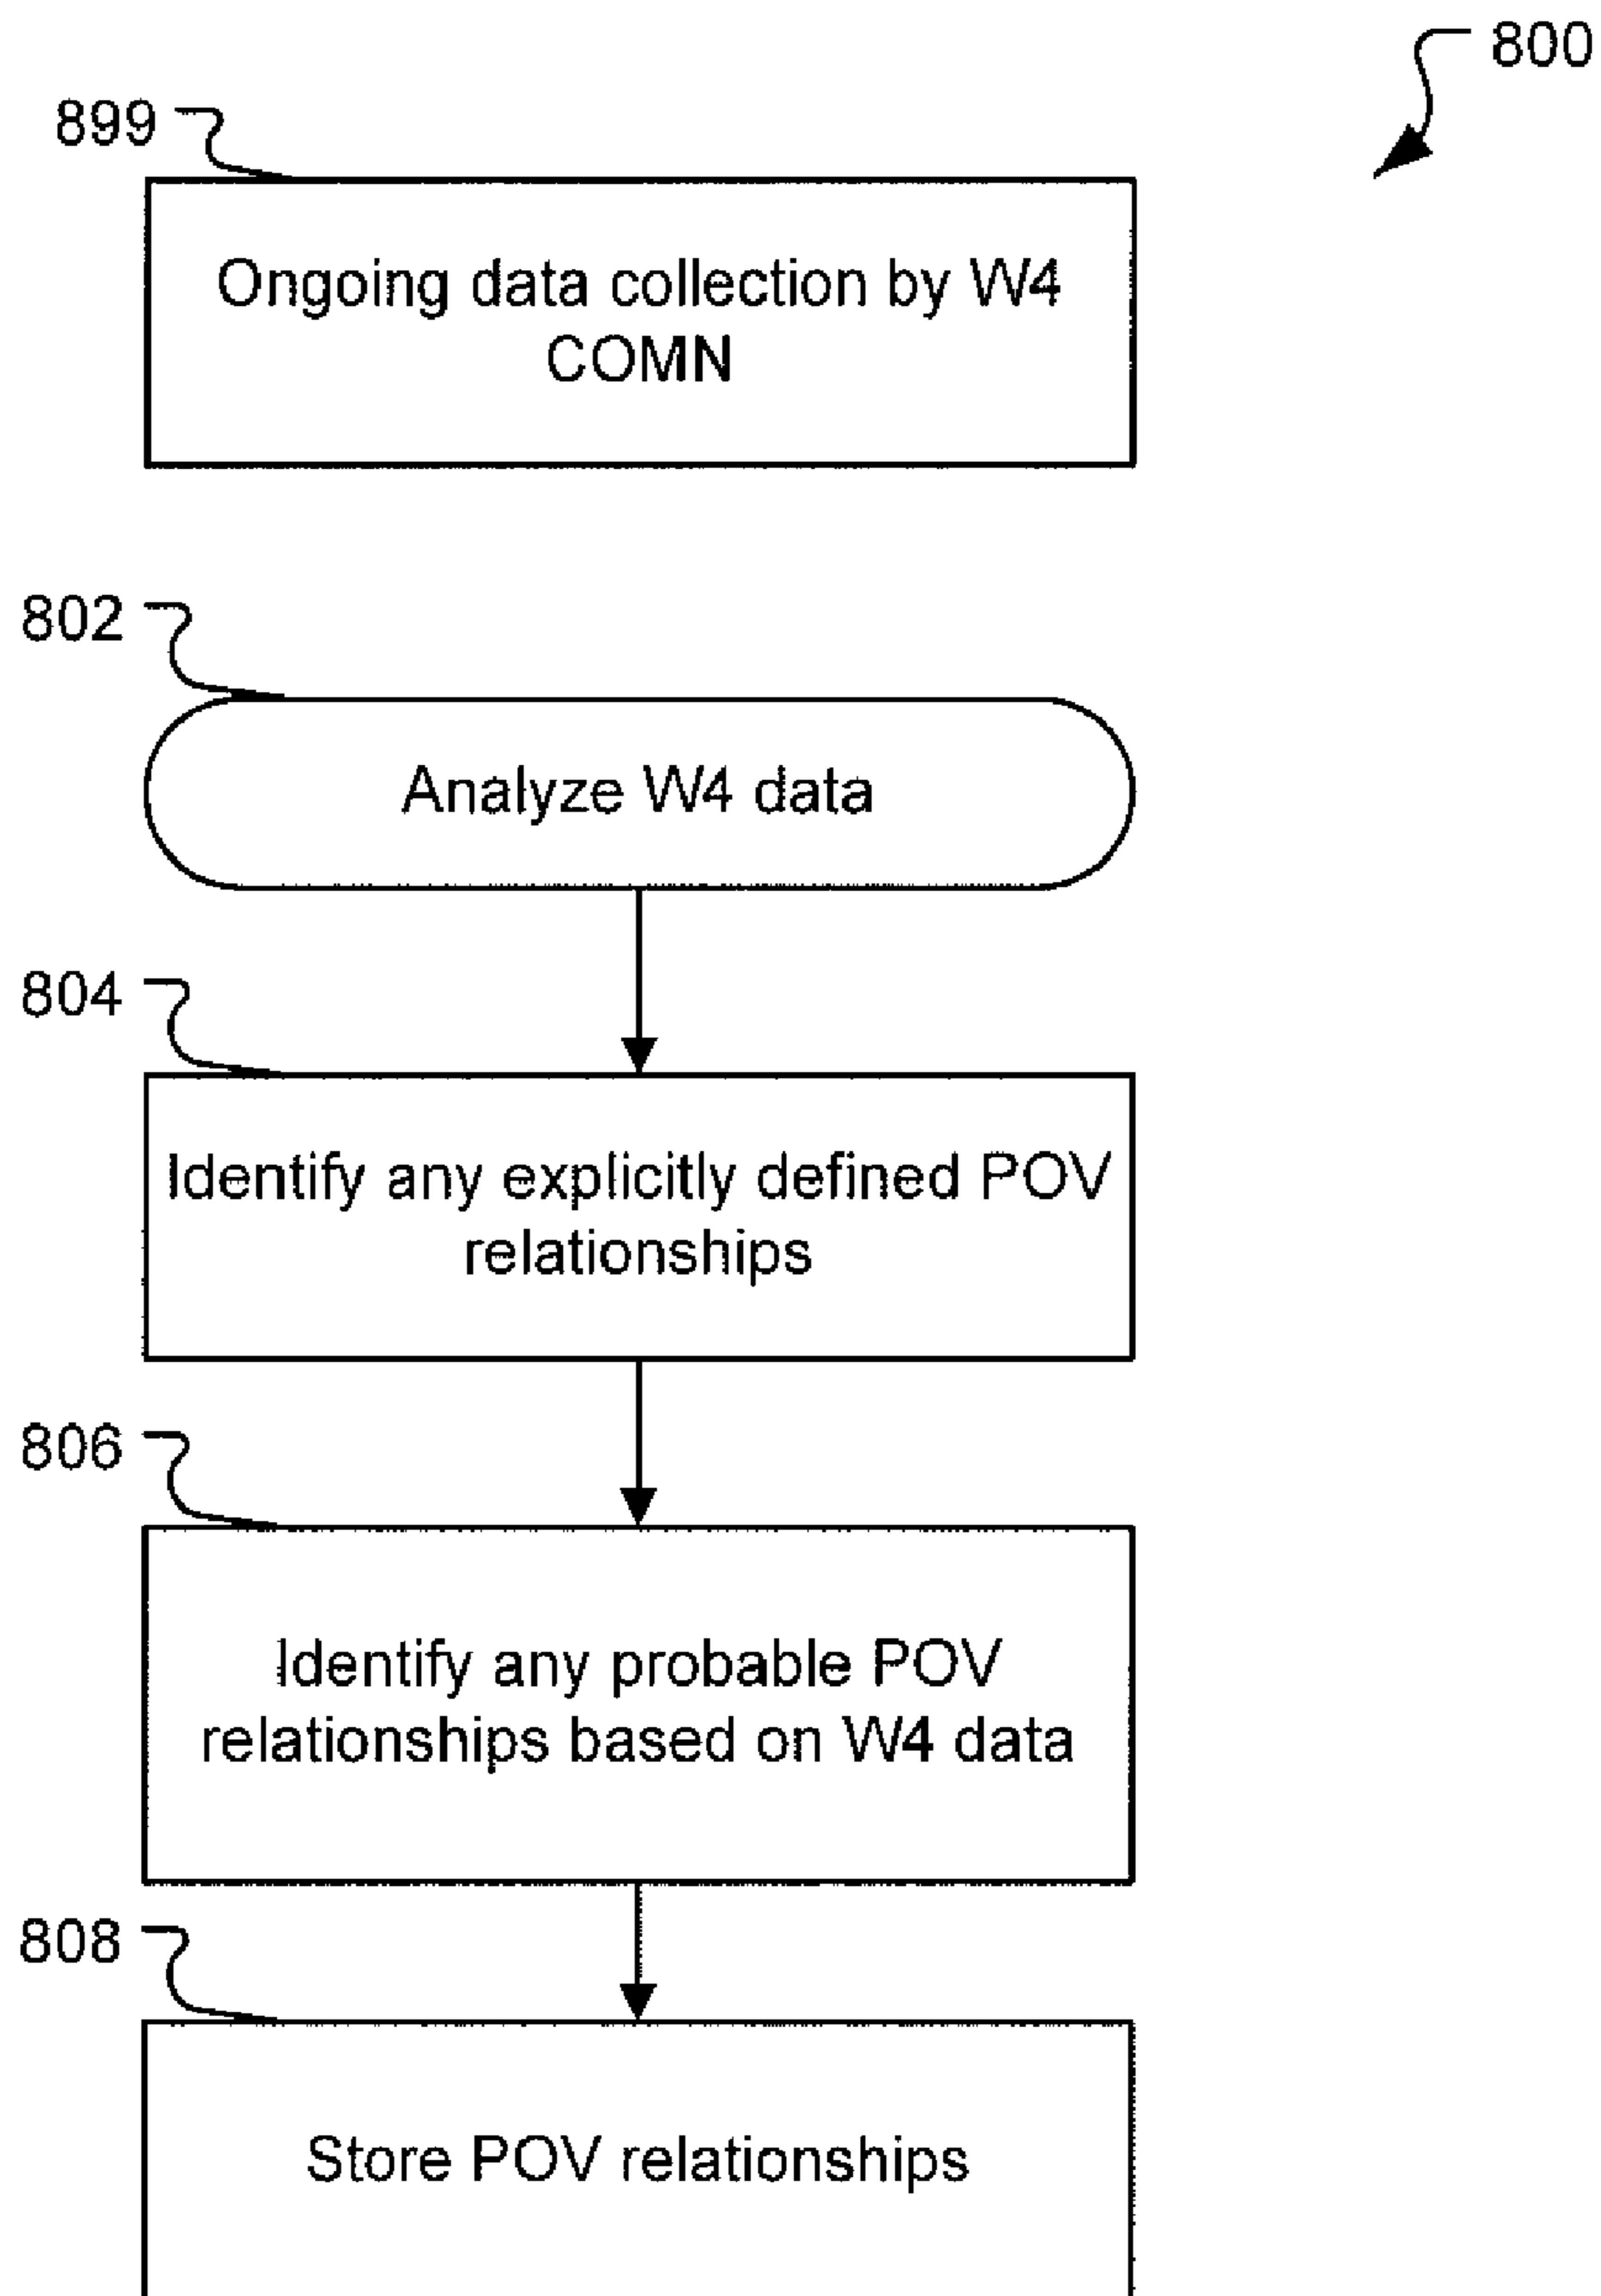 800
899
Ongoing data collection by W4
COMN
802
Analyze W4 data
804
Identify any explicitly defined POV
relationships
806
Identify any probable POV
relationships based on W4 data
808
Store POV relationships